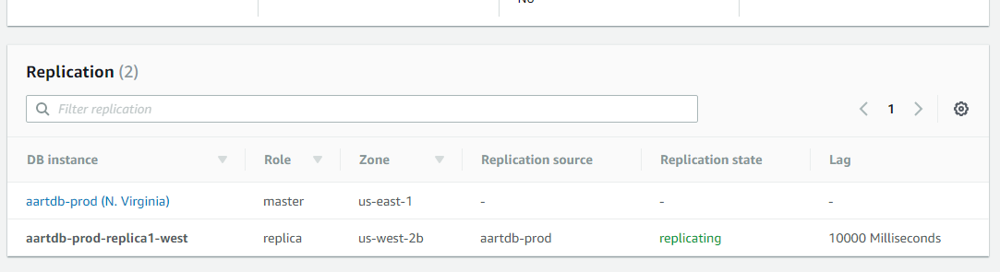 No
Replication (2)
Filter replication
1
DB instance Role Zone Replication source Replication state Lag
aartdb-prod (N. Virginia) master us-east-1 - - -
aartdb-prod-replica1-west replica us-west-2b aartdb-prod replicating 10000 Milliseconds